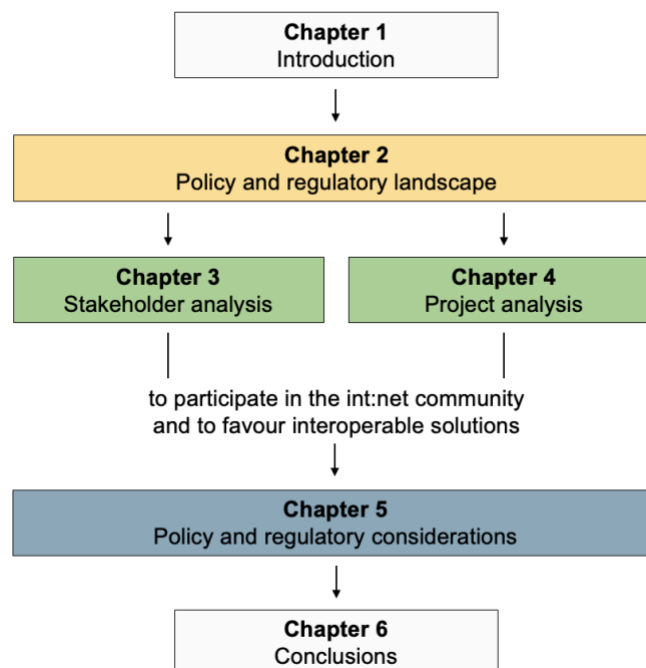 Chapter 1
Introduction
Chapter 2
Policy and regulatory landscape
Chapter 3
Stakeholder analysis
Chapter 4
Project analysis
to participate in the int:net community
and to favour interoperable solutions
Chapter 5
Policy and regulatory considerations
Chapter 6
Conclusions